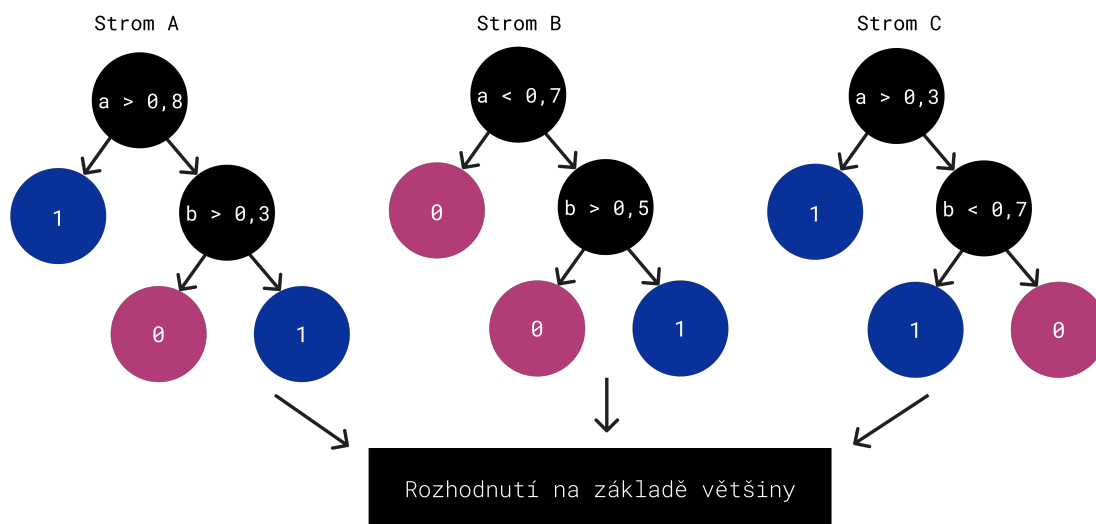 Strom A
Strom B
Strom C
a > 0,8
a < 0,7
a > 0,3
1
b > 0,3
0
b > 0,5
1
b < 0,7
0
1
0
1
1
0
Rozhodnutí na základě většiny